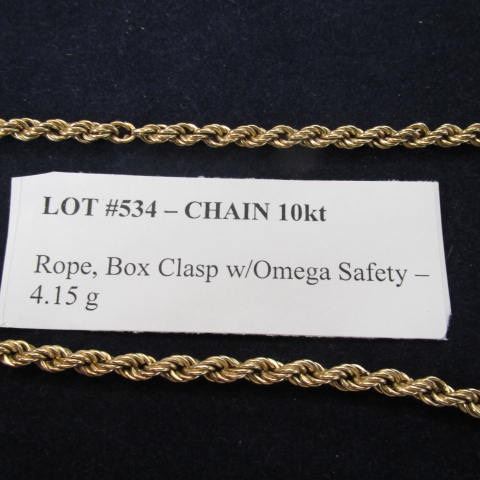 LOT #534 – CHAIN 10kt
Rope, Box Clasp w/Omega Safety –
4.15 g